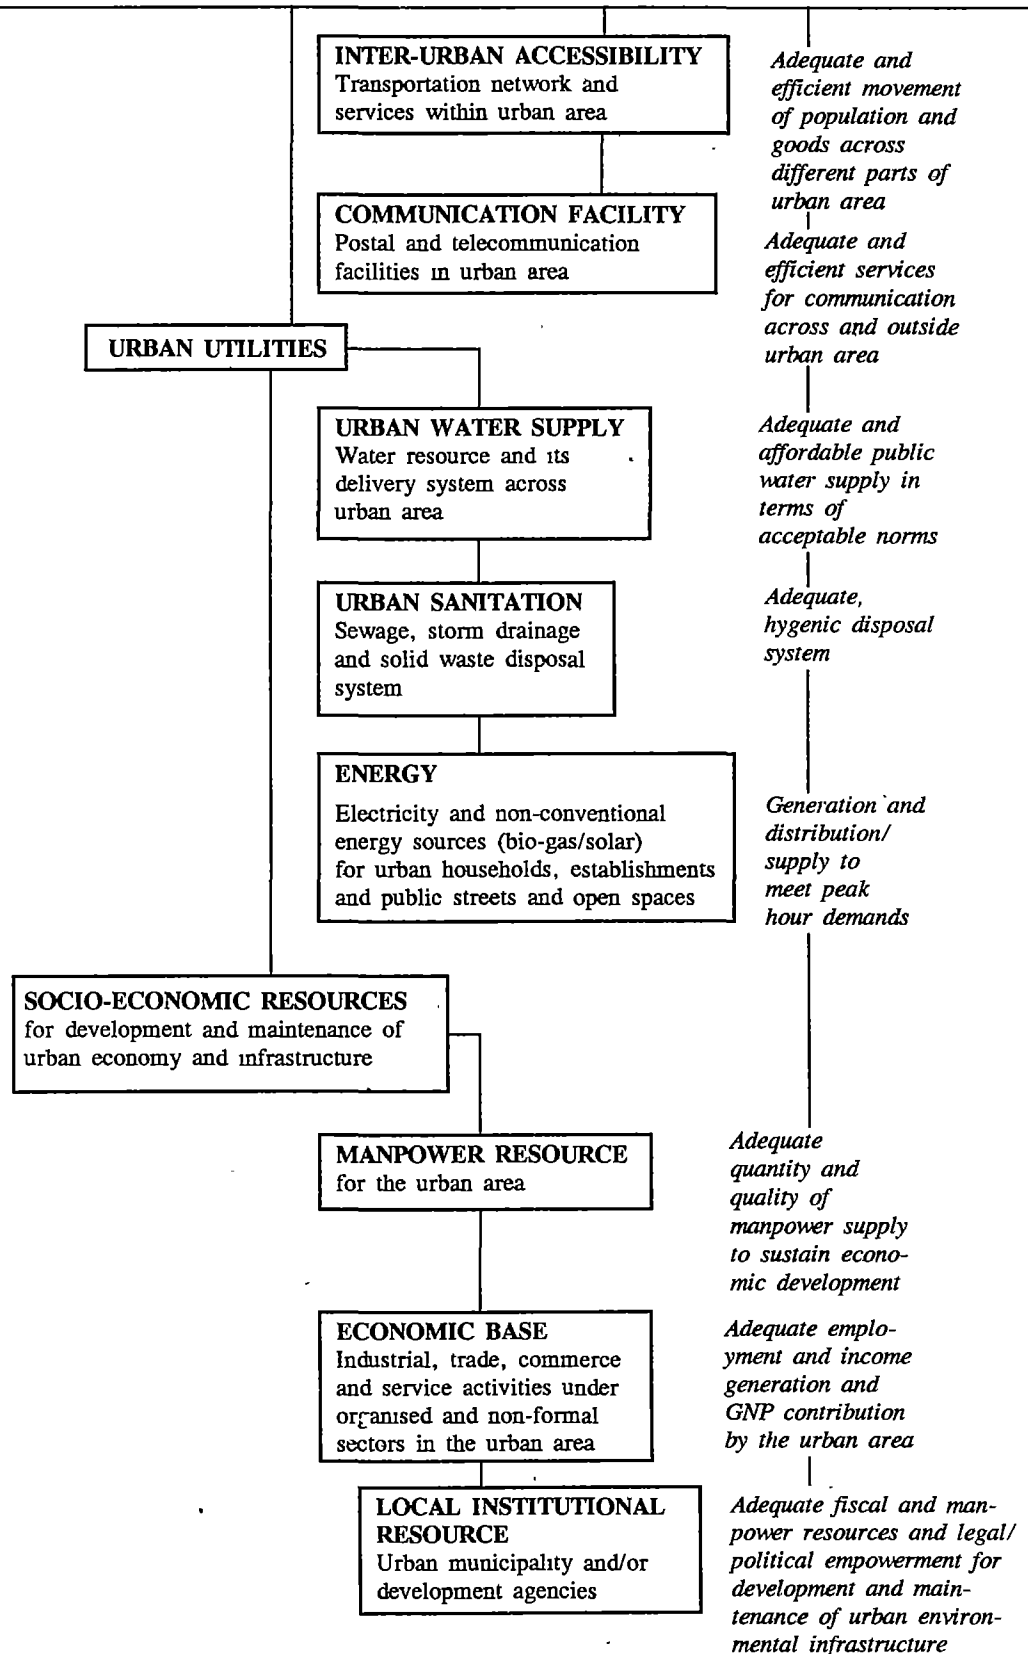 INTER-URBAN ACCESSIBILITY
Transportation network and
services within urban area
Adequate and
efficient movement
of population and
goods across
different parts of
urban area
COMMUNICATION FACILITY
Postal and telecommunication
facilities in urban area
Adequate and
efficient services
for communication
across and outside
urban area
URBAN UTILITIES
URBAN WATER SUPPLY
Water resource and its
delivery system across
urban area
Adequate and
affordable public
water supply in
terms of
acceptable norms
URBAN SANITATION
Sewage, storm drainage
and solid waste disposal
system
Adequate,
hygenic disposal
system
ENERGY
Electricity and non-conventional
energy sources (bio-gas/solar)
for urban households, establishments
and public streets and open spaces
Generation and
distribution/
supply to
meet peak
hour demands
SOCIO-ECONOMIC RESOURCES
for development and maintenance of
urban economy and infrastructure
MANPOWER RESOURCE
for the urban area
Adequate
quantity and
quality of
manpower supply
to sustain econo-
mic development
ECONOMIC BASE
Industrial, trade, commerce
and service activities under
organised and non-formal
sectors in the urban area
Adequate emplo-
yment and income
generation and
GNP contribution
by the urban area
LOCAL INSTITUTIONAL
RESOURCE
Urban municipality and/or
development agencies
Adequate fiscal and man-
power resources and legal/
political empowerment for
development and main-
tenance of urban environ-
mental infrastructure